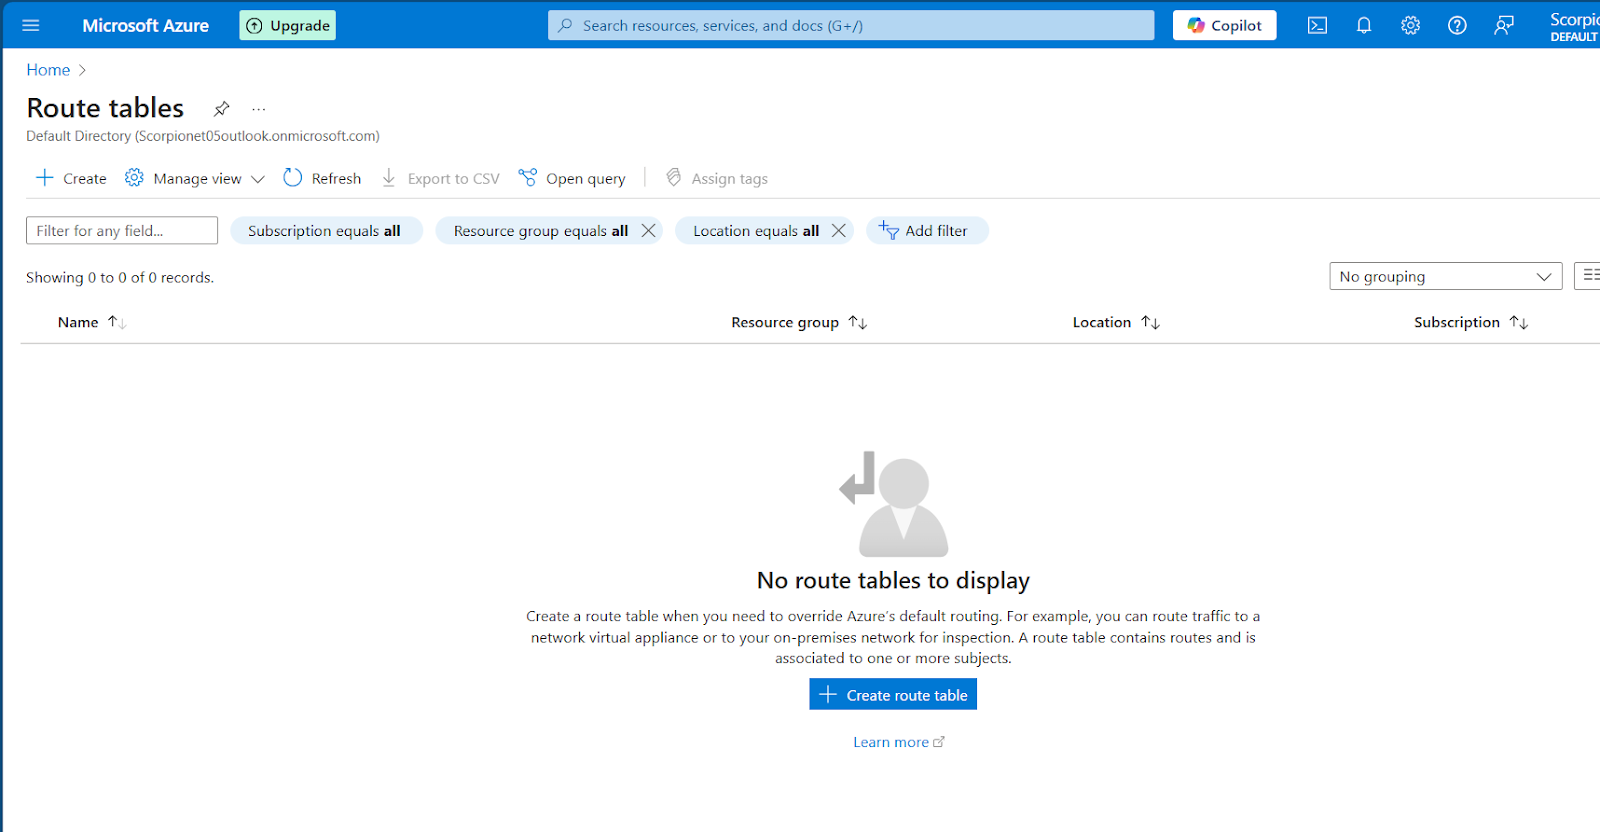 Microsoft Azure Upgrade Search resources, services, and docs (G+/) Copilot Scorpio
DEFAULT
Home
Route tables ...
Default Directory (Scorpionet05outlook.onmicrosoft.com)
Create Manage view Refresh Export to CSV Open query Assign tags
Filter for any field... Subscription equals all Resource group equals all Location equals all Add filter
Showing 0 to 0 of 0 records. No grouping
Name Resource group Location Subscription
No route tables to display
Create a route table when you need to override Azure's default routing. For example, you can route traffic to a
network virtual appliance or to your on-premises network for inspection. A route table contains routes and is
associated to one or more subjects.
Create route table
Learn more